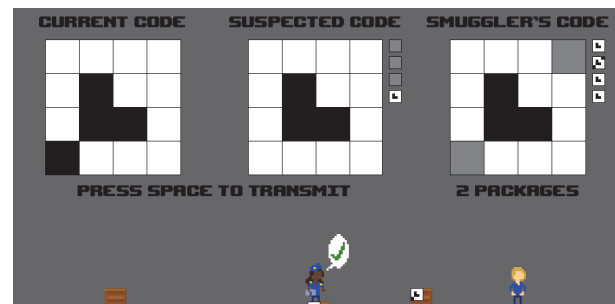 CURRENT CODE
SUSPECTED CODE
SMUGGLER'S CODE
PRESS SPACE TO TRANSMIT
2 PACKAGES